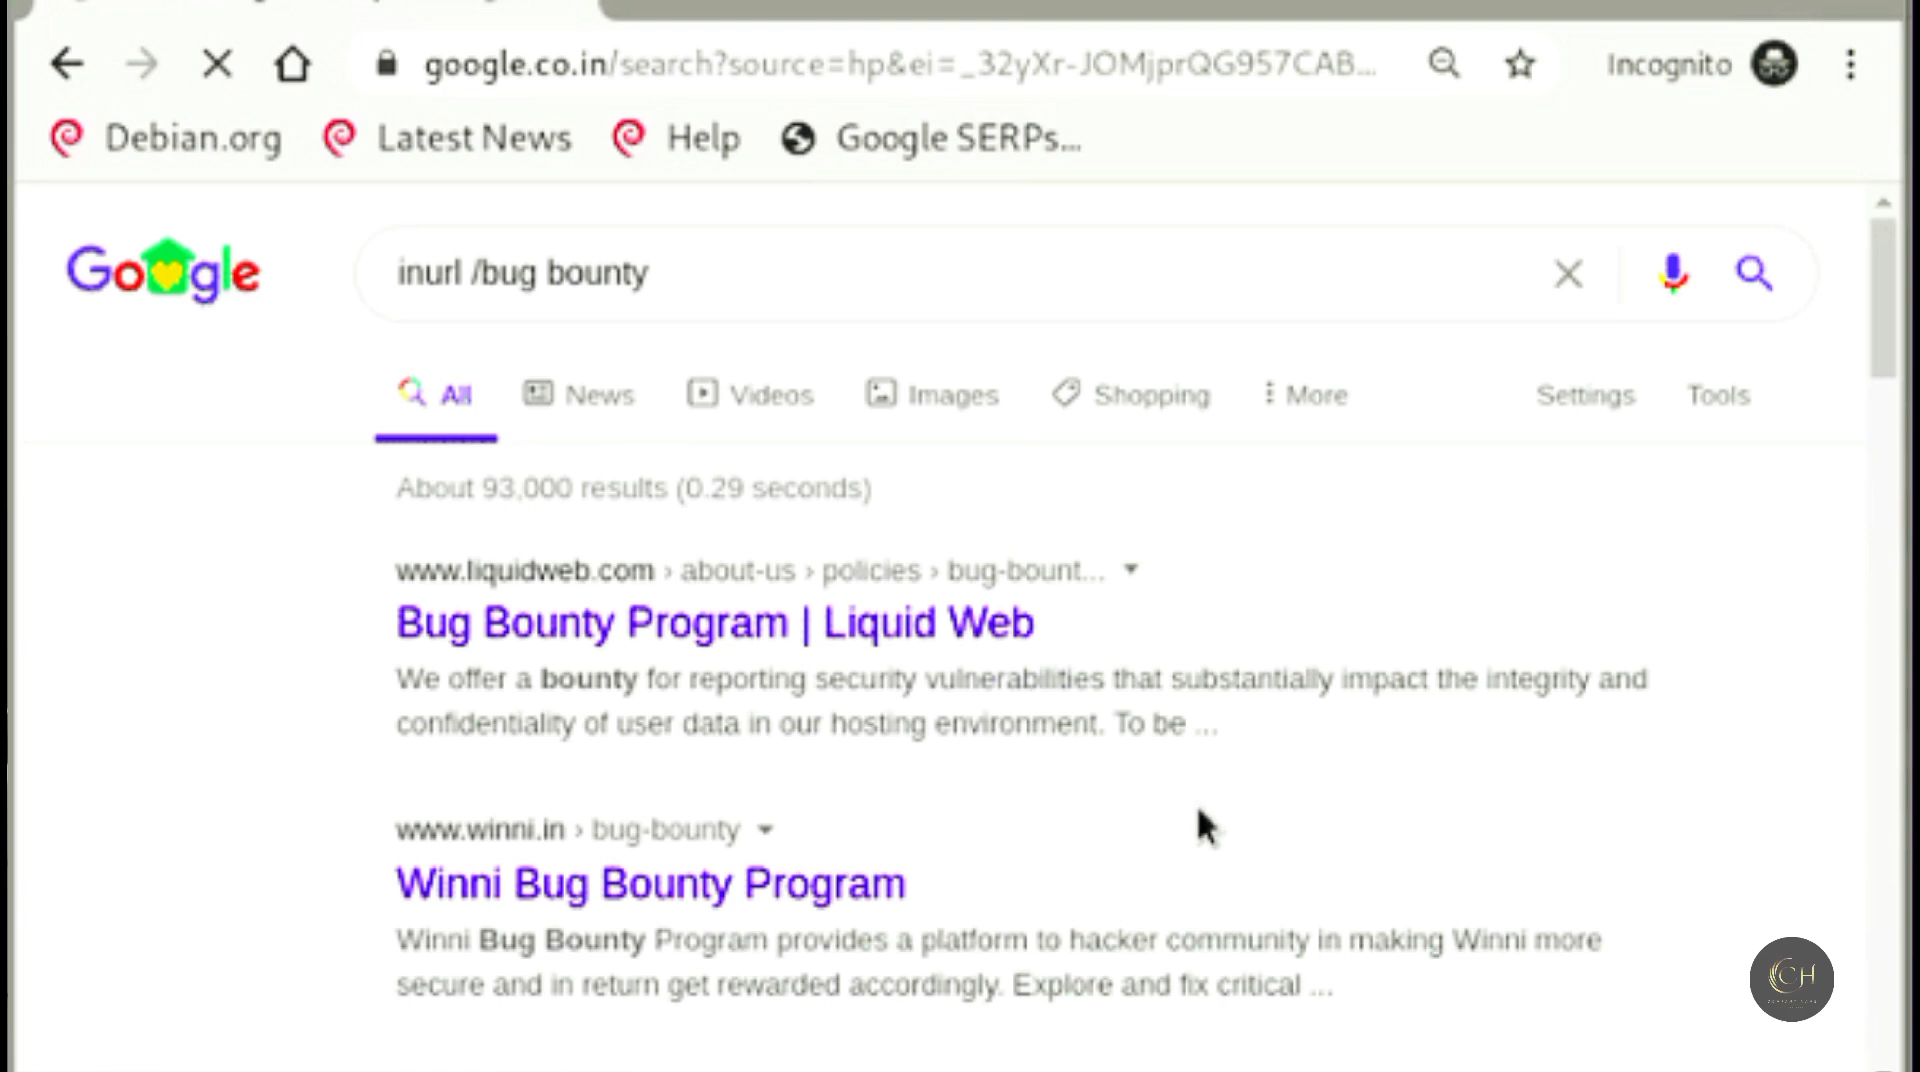 google.co.in/search?source=hp&ei=_32yXr-JOMjprQG957CAB...
Incognito
Debian.org Latest News Help Google SERPs...
Google
inurl /bug bounty
All News Videos Images Shopping More Settings Tools
About 93,000 results (0.29 seconds)
www.liquidweb.com › about-us › policies › bug-bount...
Bug Bounty Program | Liquid Web
We offer a bounty for reporting security vulnerabilities that substantially impact the integrity and
confidentiality of user data in our hosting environment. To be ...
www.winni.in › bug-bounty
Winni Bug Bounty Program
Winni Bug Bounty Program provides a platform to hacker community in making Winni more
secure and in return get rewarded accordingly. Explore and fix critical ...
CH